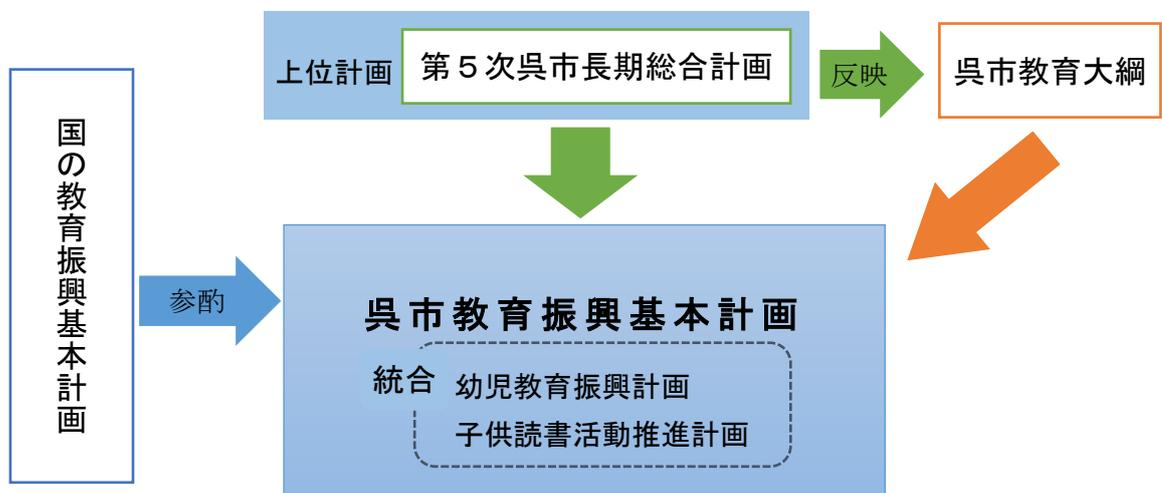 上位計画
第５次呉市長期総合計画
反映
呉市教育大綱
国の教育振興基本計画
参酌
呉市教育振興基本計画
統合
幼児教育振興計画
子供読書活動推進計画